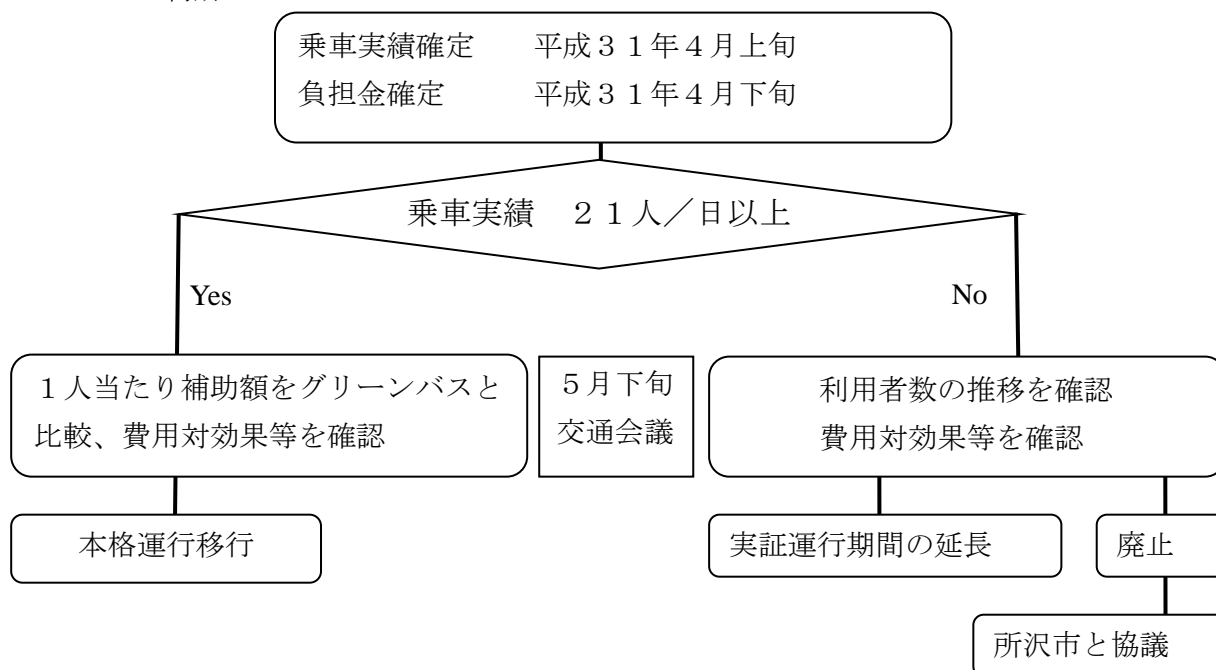 乗車実績確定　　平成３１年４月上旬
負担金確定　　　平成３１年４月下旬
乗車実績　２１人／日以上
Yes
No
１人当たり補助額をグリーンバスと
比較、費用対効果等を確認
５月下旬
交通会議
利用者数の推移を確認
費用対効果等を確認
本格運行移行
実証運行期間の延長
廃止
所沢市と協議